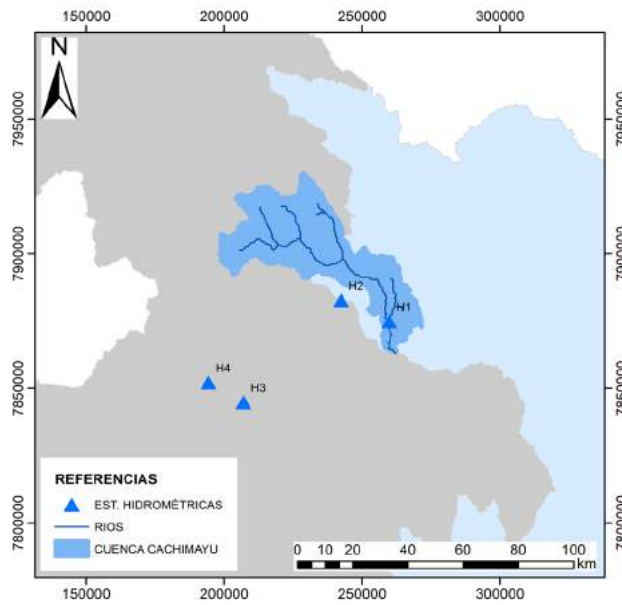 150000 200000 250000 300000
N
7950000 7950000
7900000 7900000
H2
H1
H4
H3
7850000 7850000
REFERENCIAS
EST. HIDROMÉTRICAS
RIOS
CUENCA CACHIMAYU
7800000 7800000
0 10 20 40 60 80 100
km
150000 200000 250000 300000